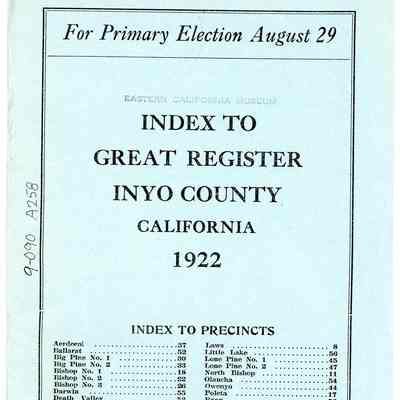 For Primary Election August 29
EASTERN CALIFORNIA MUSEUM
INDEX TO
GREAT REGISTER
INYO COUNTY
CALIFORNIA
1922
9-090 A258
INDEX TO PRECINCTS
Ballarat 52
Big Pine No. 1 30
Big Pine No. 2 33
Bishop No. 1 18
Bishop No. 2 22
Bishop No. 3 26
Darwin 55
Death Valley
Laws 8
Little Lake 56
Lone Pine No. 1 45
Lone Pine No. 2 47
North Bishop 11
Olancha 54
Owenyo 44
Poleta 17